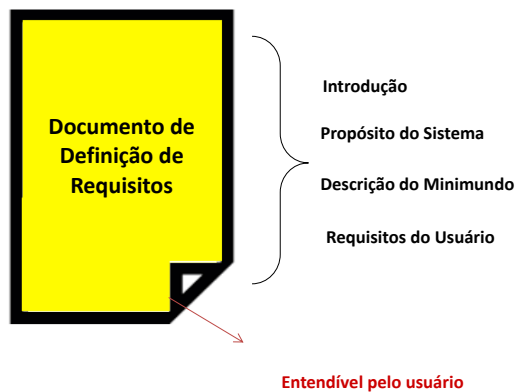 Documento de
Definição de
Requisitos
Introdução
Propósito do Sistema
Descrição do Minimundo
Requisitos do Usuário
Entendível pelo usuário